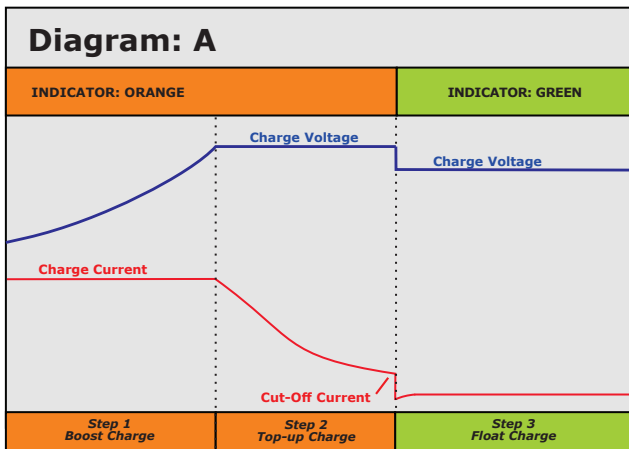 Diagram: A
INDICATOR: ORANGE
INDICATOR: GREEN
Charge Voltage
Charge Voltage
Charge Current
Cut-Off Current
Step 1
Boost Charge
Step 2
Top-up Charge
Step 3
Float Charge